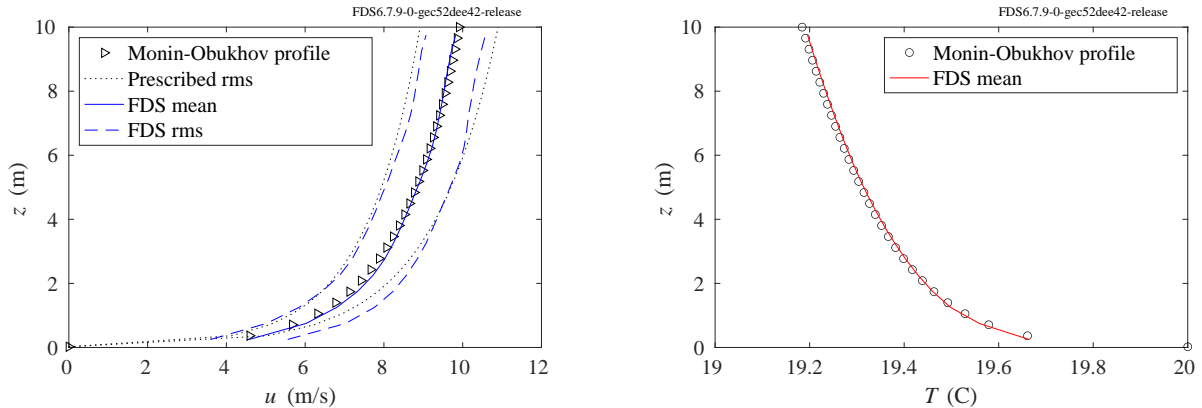 FDS6.7.9-0-gec52dee42-release
10
8
6
4
2
0
z (m)
Monin-Obukhov profile
Prescribed rms
FDS mean
FDS rms
0 2 4 6 8 10 12
u (m/s)
FDS6.7.9-0-gec52dee42-release
10
8
6
4
2
0
z (m)
Monin-Obukhov profile
FDS mean
19 19.2 19.4 19.6 19.8 20
T (C)